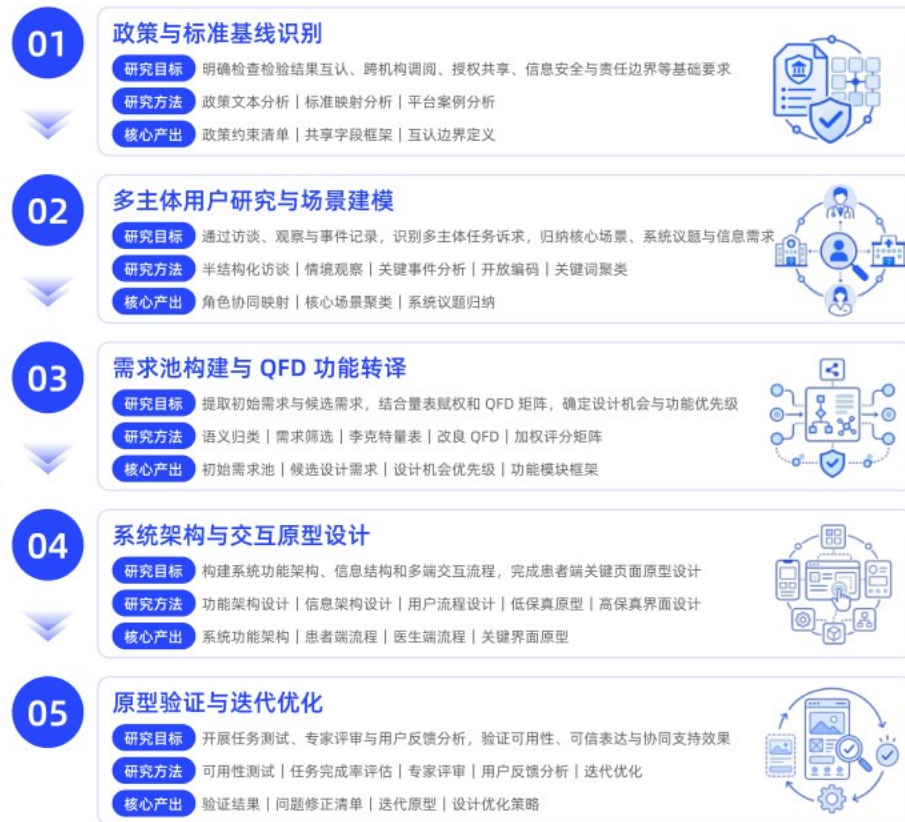 01
政策与标准基线识别
研究目标 明确检查检验结果互认、跨机构调阅、授权共享、信息安全与责任边界等基础要求
研究方法 政策文本分析｜标准映射分析｜平台案例分析
核心产出 政策约束清单｜共享字段框架｜互认边界定义
02
多主体用户研究与场景建模
研究目标 通过访谈、观察与事件记录，识别多主体任务诉求，归纳核心场景、系统议题与信息需求
研究方法 半结构化访谈｜情境观察｜关键事件分析｜开放编码｜关键词聚类
核心产出 角色协同映射｜核心场景聚类｜系统议题归纳
03
需求池构建与 QFD 功能转译
研究目标 提取初始需求与候选需求，结合量表赋权和 QFD 矩阵，确定设计机会与功能优先级
研究方法 语义归类｜需求筛选｜李克特量表｜改良 QFD｜加权评分矩阵
核心产出 初始需求池｜候选设计需求｜设计机会优先级｜功能模块框架
04
系统架构与交互原型设计
研究目标 构建系统功能架构、信息结构和多端交互流程，完成患者端关键页面原型设计
研究方法 功能架构设计｜信息架构设计｜用户流程设计｜低保真原型｜高保真界面设计
核心产出 系统功能架构｜患者端流程｜医生端流程｜关键界面原型
05
原型验证与迭代优化
研究目标 开展任务测试、专家评审与用户反馈分析，验证可用性、可信表达与协同支持效果
研究方法 可用性测试｜任务完成率评估｜专家评审｜用户反馈分析｜迭代优化
核心产出 验证结果｜问题修正清单｜迭代原型｜设计优化策略